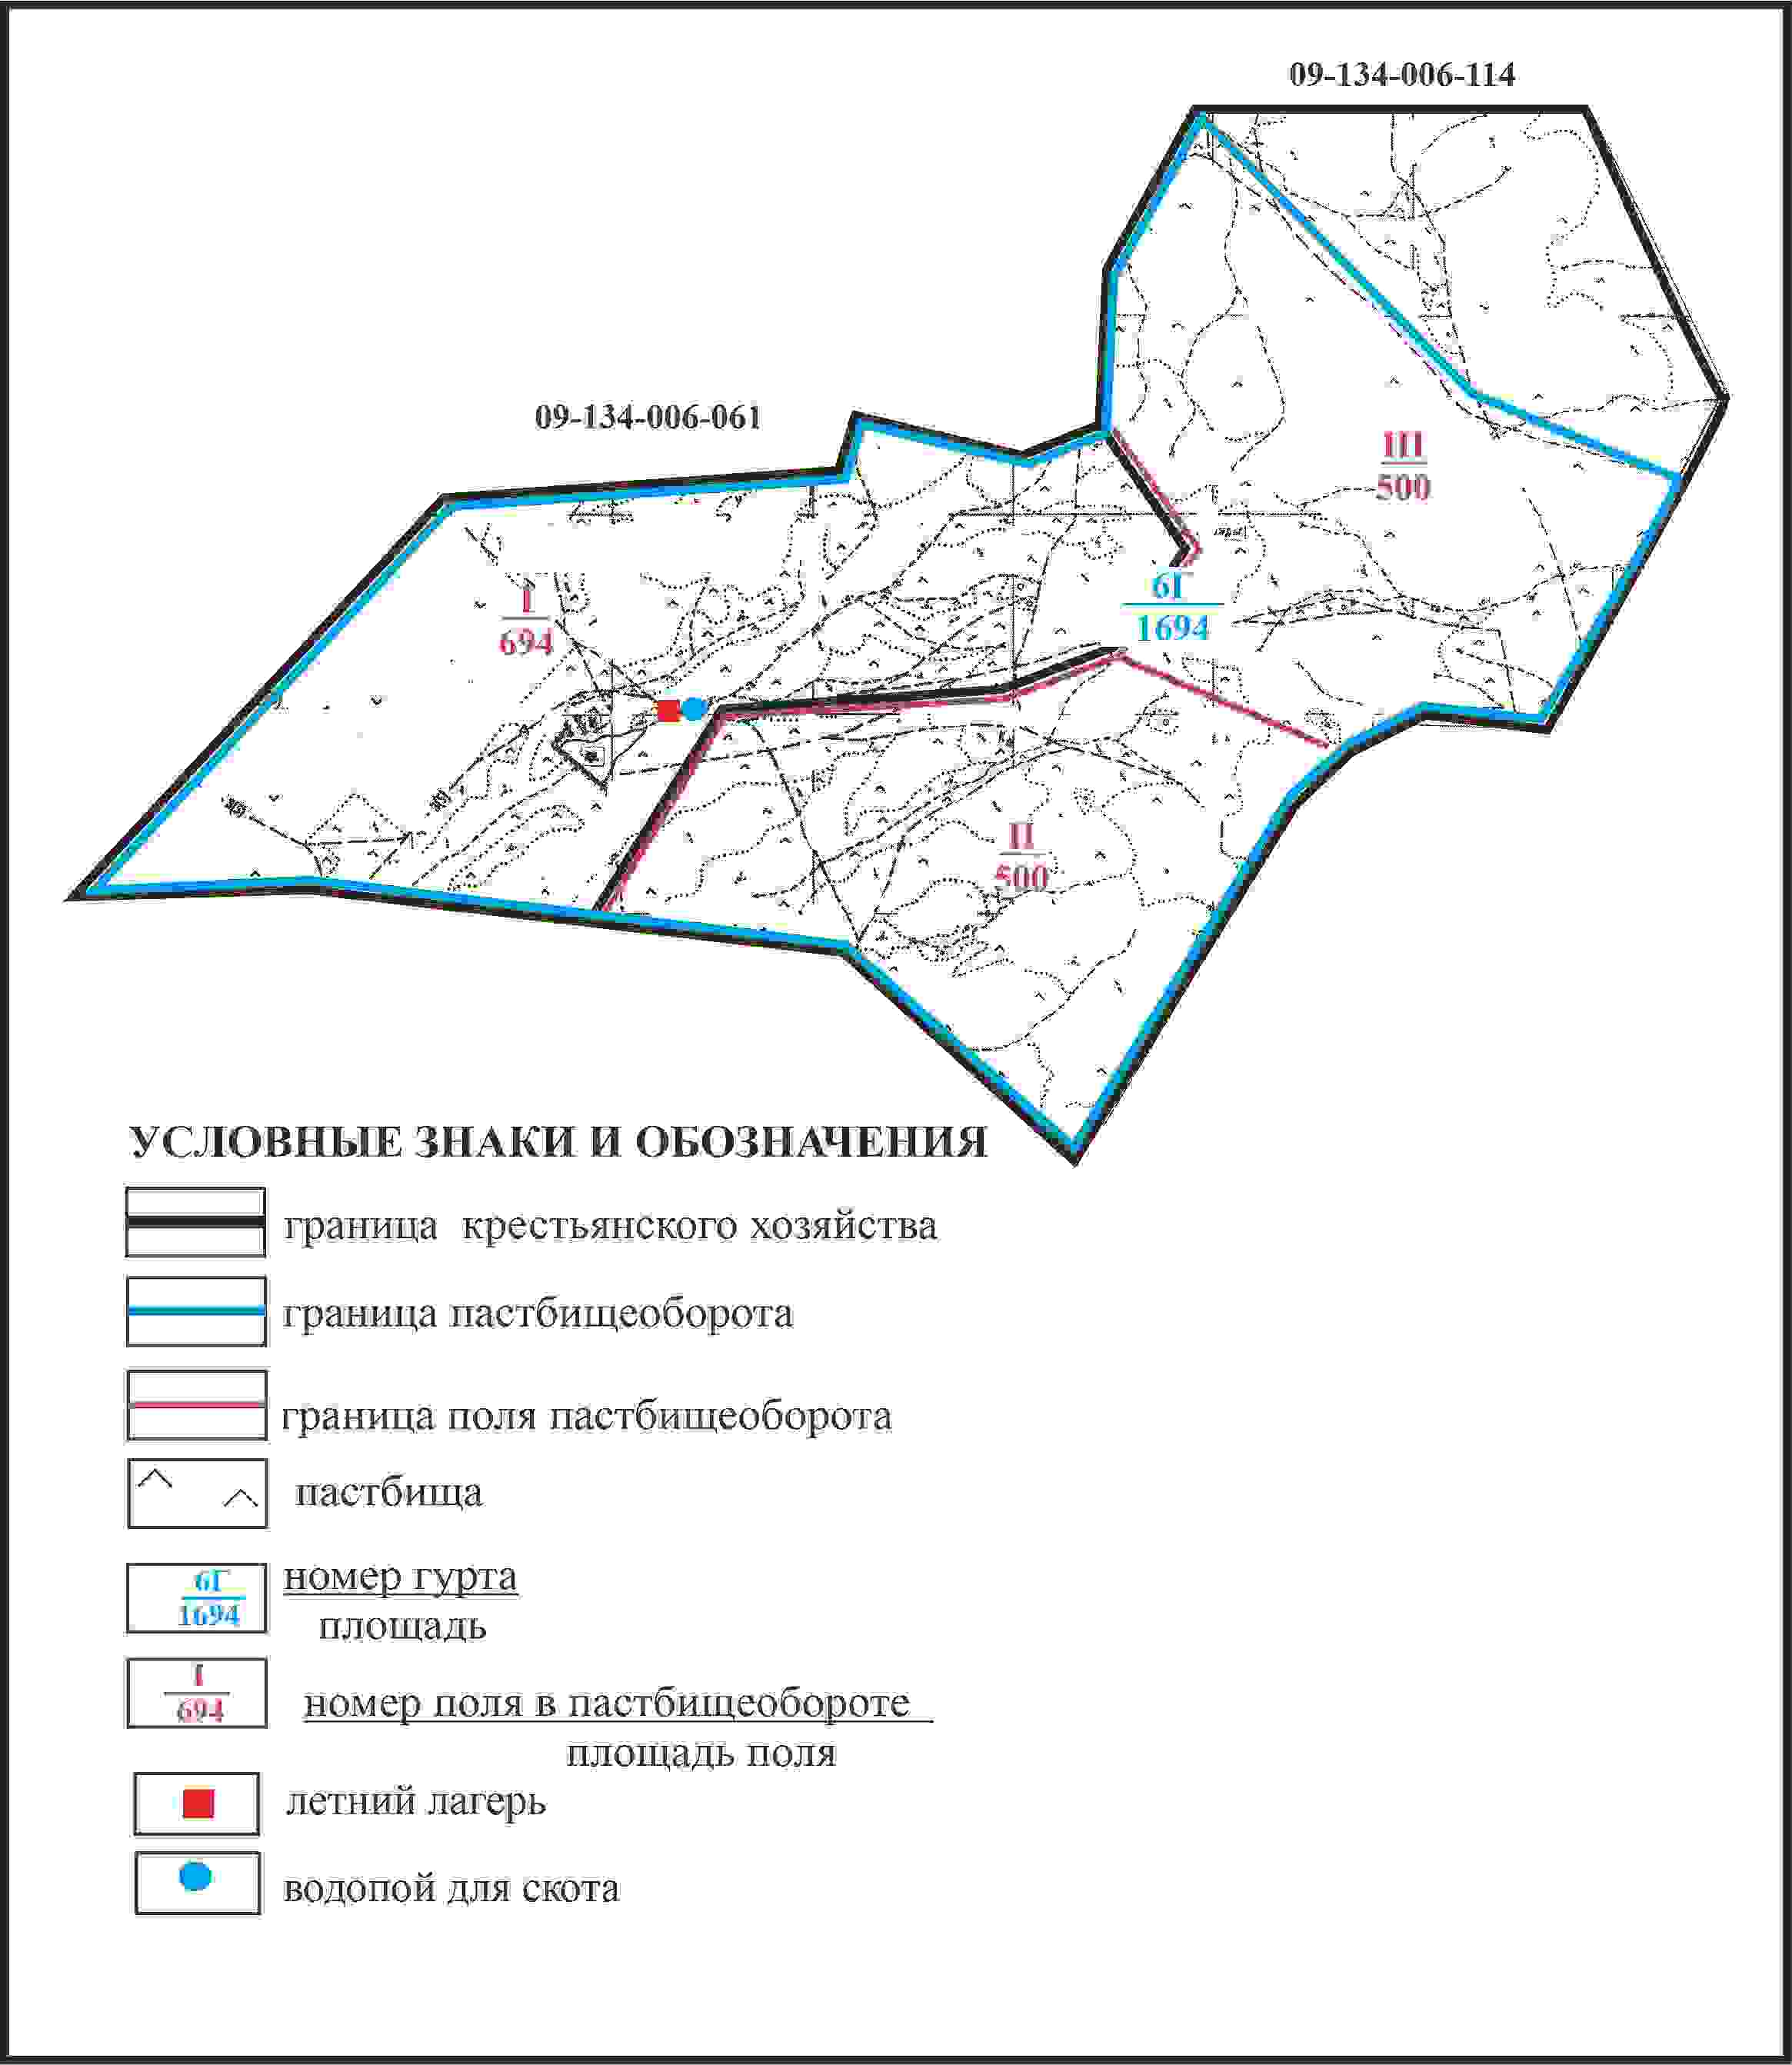 09-134-006-114
09-134-006-061
III
500
6Г
1694
I
694
II
500
УСЛОВНЫЕ ЗНАКИ И ОБОЗНАЧЕНИЯ
граница крестьянского хозяйства
граница пастбищеоборота
граница поля пастбищеоборота
пастбища
6Г
1694
номер гурта
площадь
I
694
номер поля в пастбищеобороте
площадь поля
летний лагерь
водопой для скота